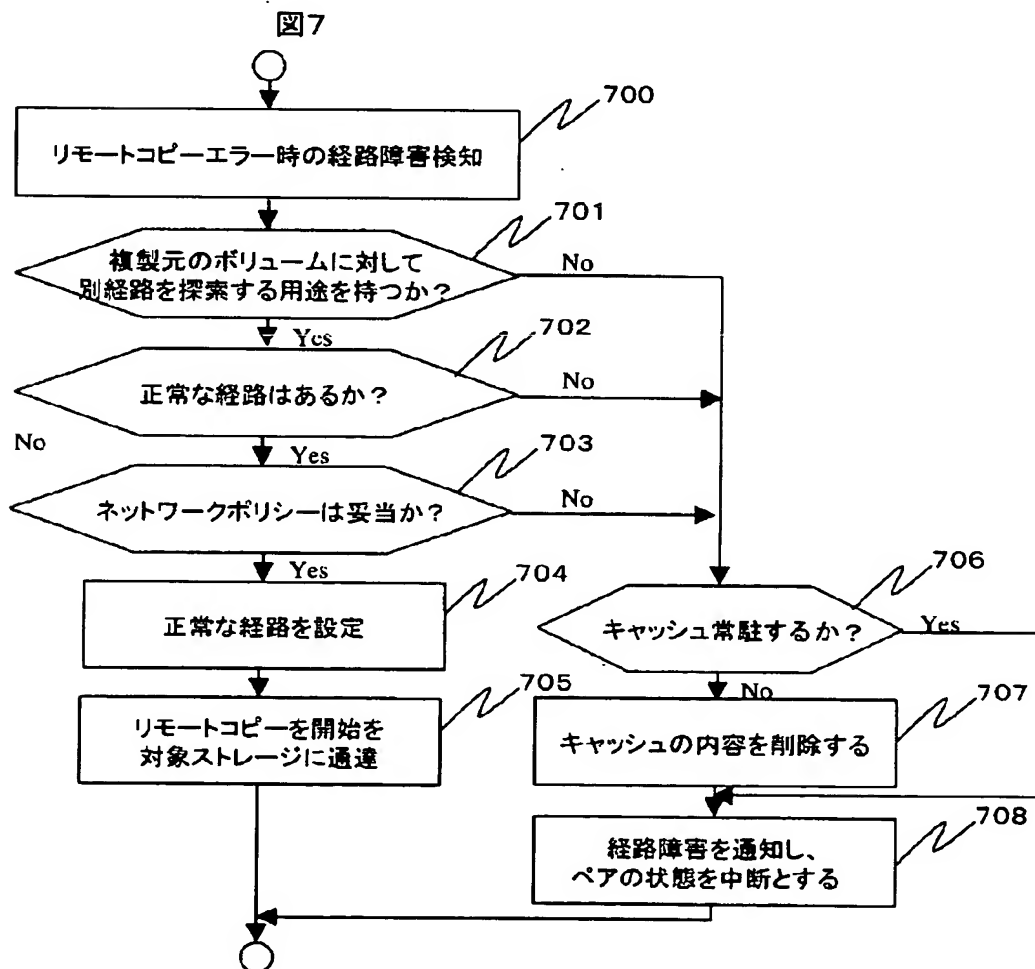 図7
700
リモートコピーエラー時の経路障害検知
701
複製元のボリュームに対して
別経路を探索する用途を持つか?
No
Yes
702
正常な経路はあるか?
No
No
Yes
703
ネットワークポリシーは妥当か?
No
Yes
704
正常な経路を設定
706
キャッシュ常駐するか?
Yes
705
リモートコピーを開始を
対象ストレージに通達
No
707
キャッシュの内容を削除する
708
経路障害を通知し、
ペアの状態を中断とする